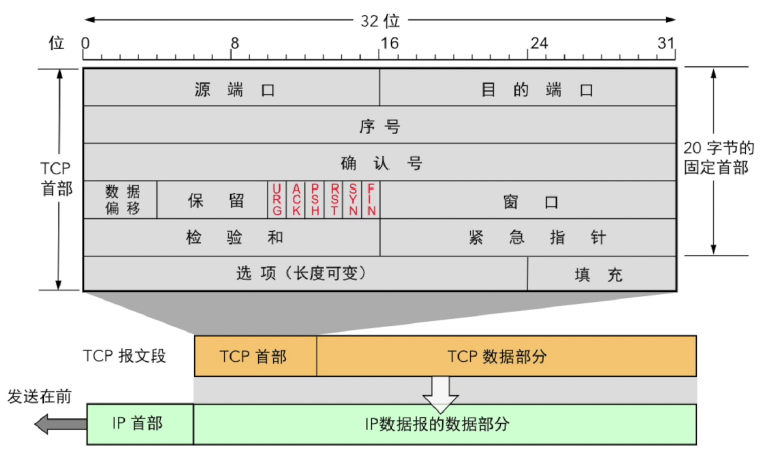 32 位
位 0 8 16 24 31
源 端 口 目 的 端 口
序 号
TCP
首部
确 认 号
20 字节的
固定首部
数 据
偏 移
保 留
URG
ACK
PSH
RST
SYN
FIN
窗 口
检 验 和 紧 急 指 针
选 项 (长度可变) 填 充
TCP 报文段 TCP 首部 TCP 数据部分
发送在前
IP 首部 IP数据报的数据部分